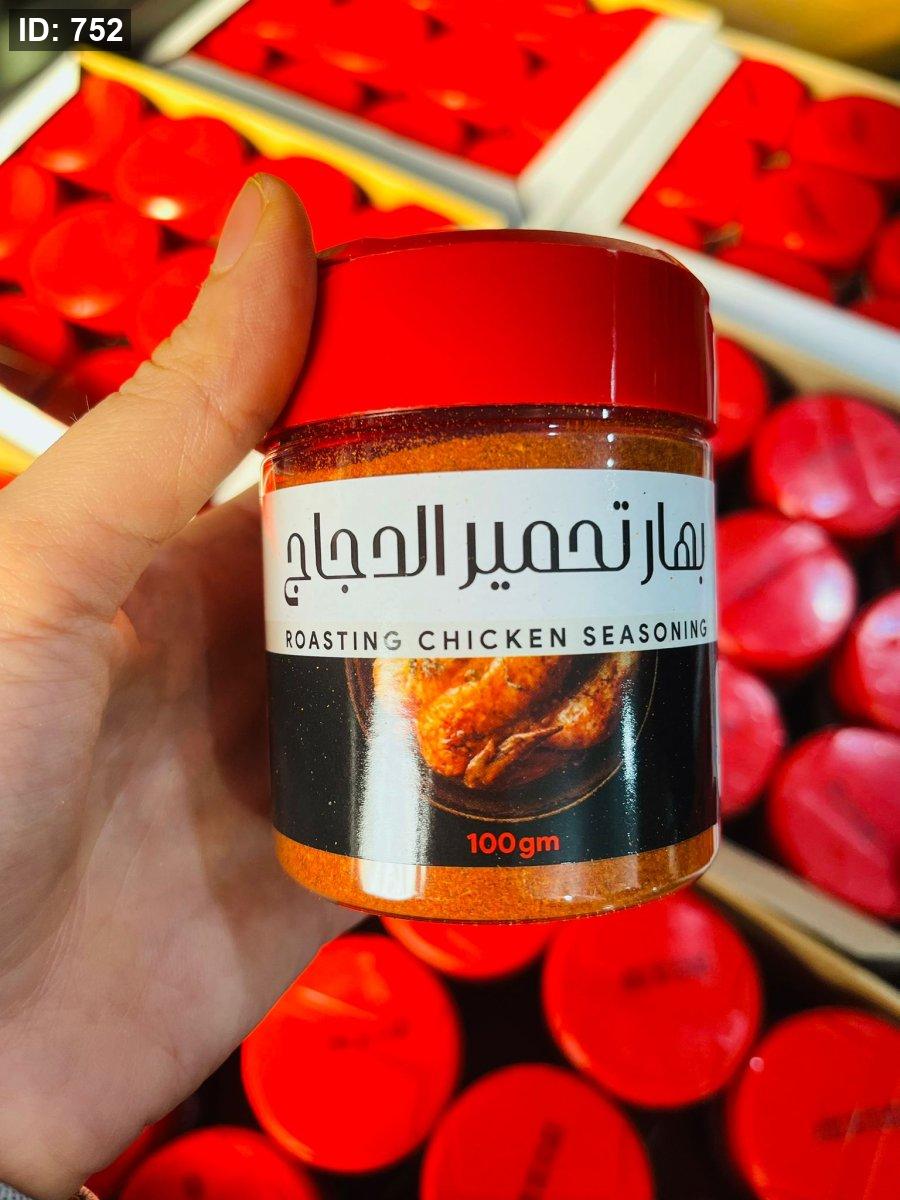 ID: 752
بهار تحمير الدجاج
ROASTING CHICKEN SEASONING
100gm